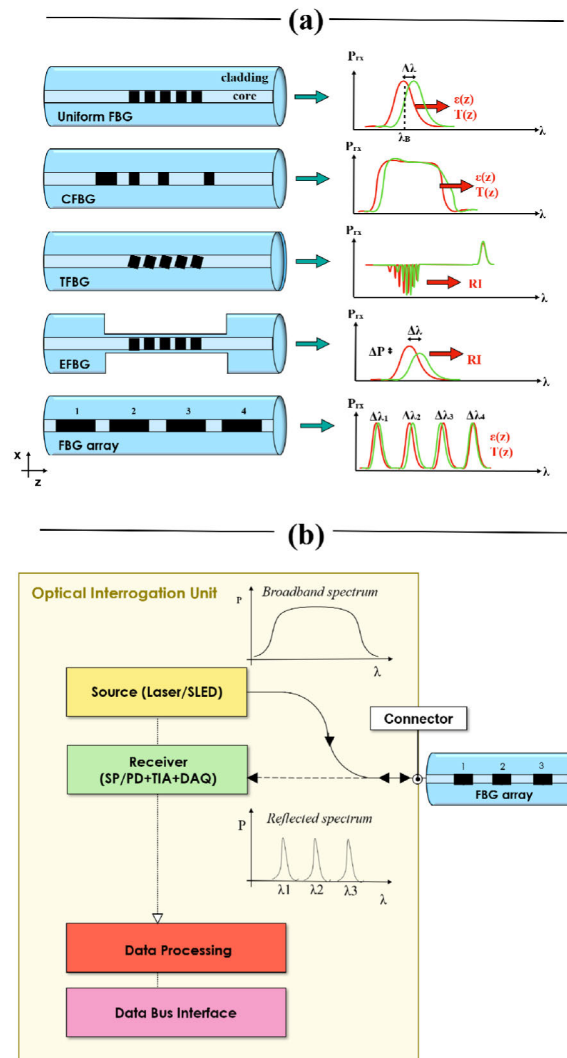 (a)
cladding
core
Uniform FBG
Prx
Δλ
ε(z)
T(z)
λB
λ
CFBG
ε(z)
T(z)
λ
TFBG
RI
λ
EFBG
Prx
Δλ
ΔP
RI
λ
1 2 3 4
FBG array
Prx
Δλ1 Δλ2 Δλ3 Δλ4
ε(z)
T(z)
λ
x
z
(b)
Optical Interrogation Unit
Broadband spectrum
P
λ
Source (Laser/SLED)
Connector
Receiver
(SP/PD+TIA+DAQ)
1 2 3
FBG array
Reflected spectrum
P
λ1 λ2 λ3
λ
Data Processing
Data Bus Interface